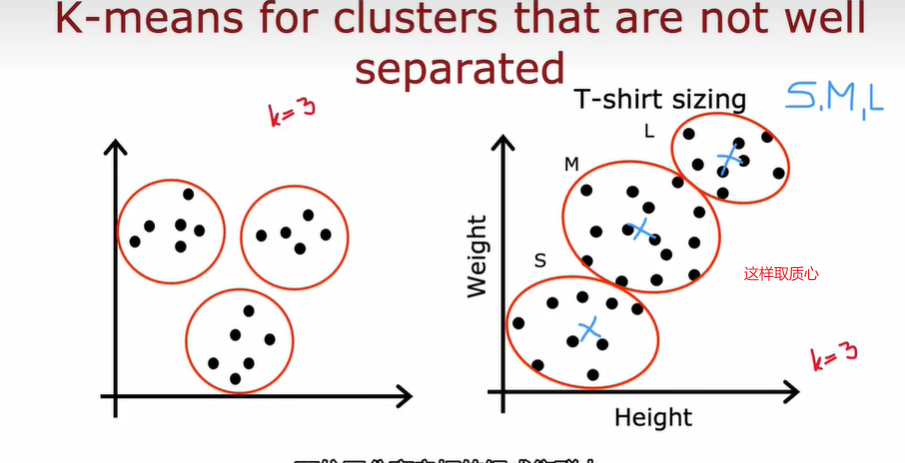 K-means for clusters that are not well
separated
k=3
T-shirt sizing
S,M,L
L
M
S
Weight
这样取质心
k=3
Height